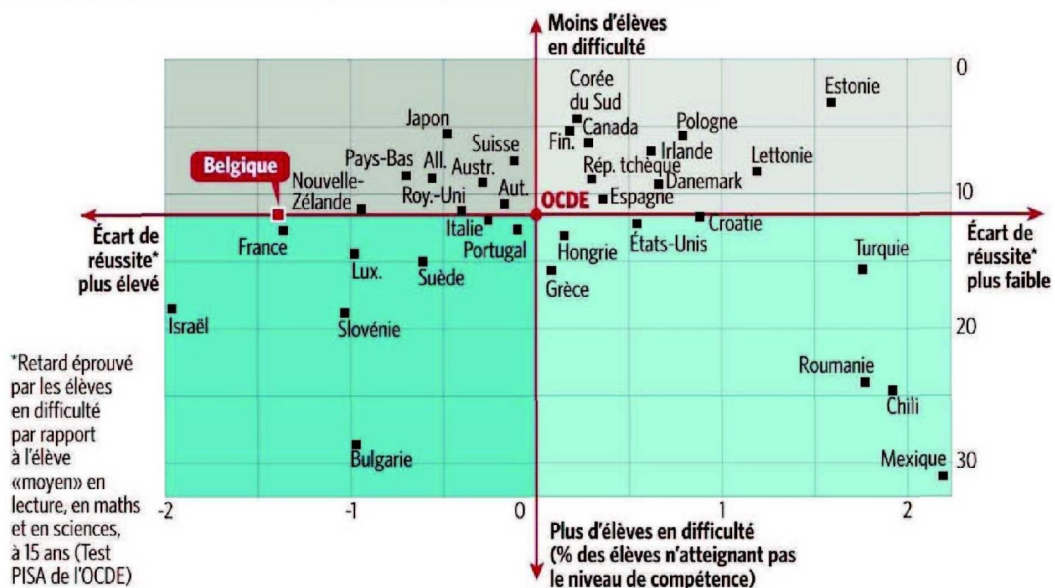 Moins d'élèves
en difficulté
0
Estonie
Corée
du Sud
Japon
Pologne
Canada
Suisse
Fin.
Irlande
Pays-Bas
All.
Austr.
Rép. tchèque
Lettonie
Belgique
Danemark
Nouvelle-
Zélande
Roy.-Uni
Aut.
OCDE
Espagne
10
Écart de
réussite*
plus élevé
France
Italie
Portugal
Hongrie
États-Unis
Croatie
Turquie
Écart de
réussite*
plus faible
Lux.
Suède
Grèce
Israël
Slovénie
20
*Retard éprouvé
par les élèves
en difficulté
par rapport
à l'élève
«moyen» en
lecture, en maths
et en sciences,
à 15 ans (Test
PISA de l'OCDE)
Roumanie
Chili
Bulgarie
Mexique
30
-2
-1
0
1
2
Plus d'élèves en difficulté
(% des élèves n'atteignant pas
le niveau de compétence)